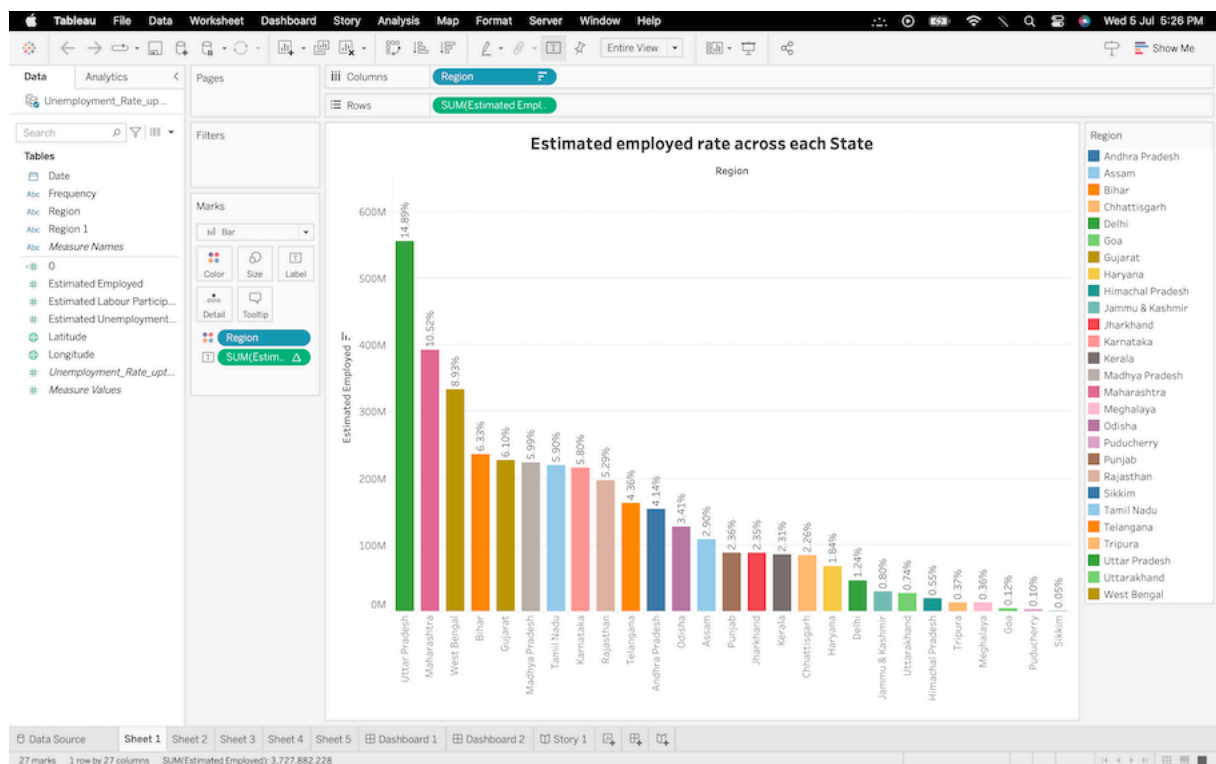 Tableau File Data Worksheet Dashboard Story Analysis Map Format Server Window Help Wed 5 Jul 5:26 PM
Entire View Show Me
Data Analytics
Unemployment_Rate_up...
Search
Tables
Date
Abc Frequency
Abc Region
Abc Region 1
Abc Measure Names
=# 0
# Estimated Employed
# Estimated Labour Particip...
# Estimated Unemployment...
Latitude
Longitude
# Unemployment_Rate_upt...
# Measure Values
Pages
Filters
Marks
Bar
Color Size Label
Detail Tooltip
Region
SUM(Estim..
Columns Region
Rows SUM(Estimated Empl..
Estimated employed rate across each State
Region
Estimated Employed
600M
500M
400M
300M
200M
100M
0M
14.89%
10.52%
8.93%
6.33%
6.10%
5.99%
5.90%
5.80%
5.29%
4.36%
4.14%
3.41%
2.90%
2.36%
2.35%
2.31%
2.26%
1.84%
1.24%
0.80%
0.74%
0.55%
0.37%
0.36%
0.12%
0.10%
0.05%
Uttar Pradesh
Maharashtra
West Bengal
Bihar
Gujarat
Madhya Pradesh
Tamil Nadu
Karnataka
Rajasthan
Telangana
Andhra Pradesh
Odisha
Assam
Punjab
Jharkhand
Kerala
Chhattisgarh
Haryana
Delhi
Jammu & Kashmir
Uttarakhand
Himachal Pradesh
Tripura
Meghalaya
Goa
Puducherry
Sikkim
Region
Andhra Pradesh
Assam
Bihar
Chhattisgarh
Delhi
Goa
Gujarat
Haryana
Himachal Pradesh
Jammu & Kashmir
Jharkhand
Karnataka
Kerala
Madhya Pradesh
Maharashtra
Meghalaya
Odisha
Puducherry
Punjab
Rajasthan
Sikkim
Tamil Nadu
Telangana
Tripura
Uttar Pradesh
Uttarakhand
West Bengal
Data Source Sheet 1 Sheet 2 Sheet 3 Sheet 4 Sheet 5 Dashboard 1 Dashboard 2 Story 1
27 marks 1 row by 27 columns SUM(Estimated Employed): 3,727,882,228